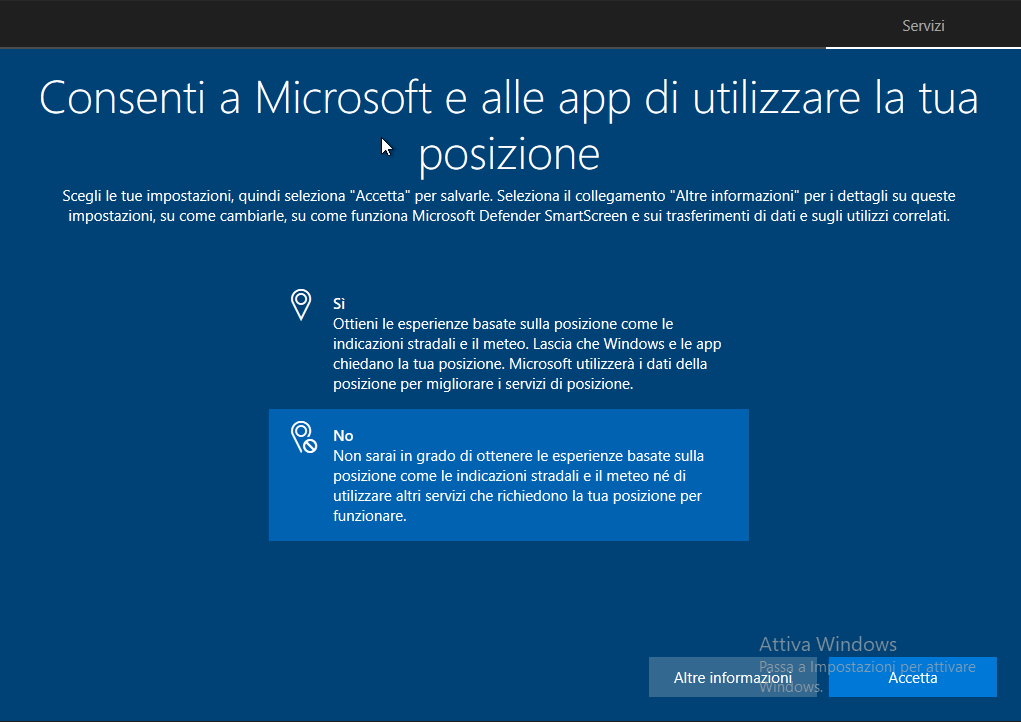 Servizi
Consenti a Microsoft e alle app di utilizzare la tua
posizione
Scegli le tue impostazioni, quindi seleziona "Accetta" per salvarle. Seleziona il collegamento "Altre informazioni" per i dettagli su queste
impostazioni, su come cambiarle, su come funziona Microsoft Defender SmartScreen e sui trasferimenti di dati e sugli utilizzi correlati.
Sì
Ottieni le esperienze basate sulla posizione come le
indicazioni stradali e il meteo. Lascia che Windows e le app
chiedano la tua posizione. Microsoft utilizzerà i dati della
posizione per migliorare i servizi di posizione.
No
Non sarai in grado di ottenere le esperienze basate sulla
posizione come le indicazioni stradali e il meteo né di
utilizzare altri servizi che richiedono la tua posizione per
funzionare.
Attiva Windows
Passa a Impostazioni per attivare
Windows.
Altre informazioni
Accetta